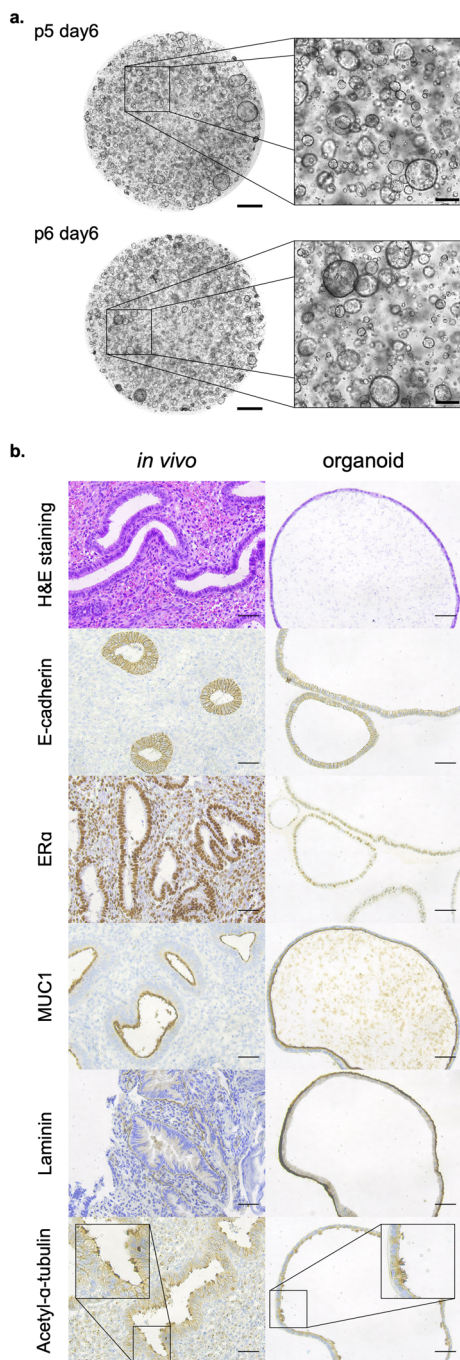 a.
p5 day6
p6 day6
b.
in vivo
organoid
H&E staining
E-cadherin
ERα
MUC1
Laminin
Acetyl-α-tubulin